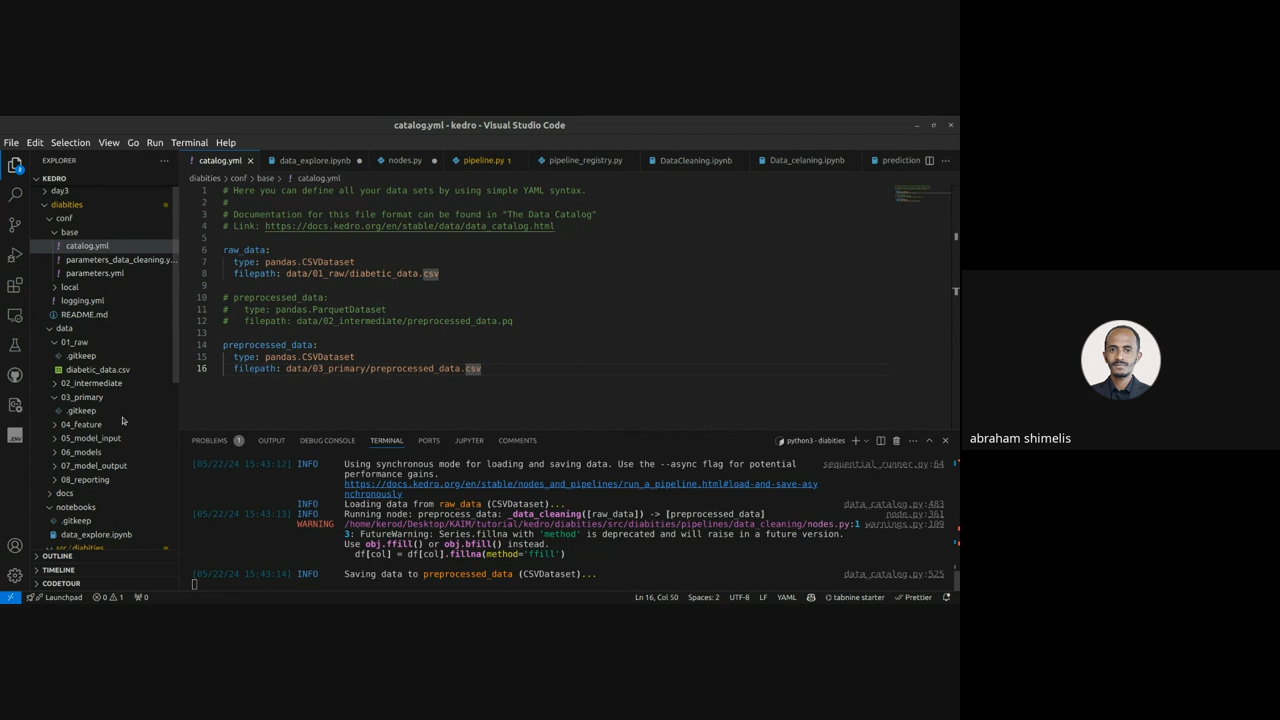 catalog.yml - kedro - Visual Studio Code
File Edit Selection View Go Run Terminal Help
EXPLORER
catalog.yml
data_explore.ipynb
nodes.py
pipeline.py 1
pipeline_registry.py
DataCleaning.ipynb
Data_celaning.ipynb
prediction
KEDRO
day3
diabities
conf
base
catalog.yml
parameters_data_cleaning.y...
parameters.yml
local
logging.yml
README.md
data
01_raw
.gitkeep
diabetic_data.csv
02_intermediate
03_primary
.gitkeep
04_feature
05_model_input
06_models
07_model_output
08_reporting
docs
notebooks
.gitkeep
data_explore.ipynb
src/diabities
OUTLINE
TIMELINE
CODETOUR
diabities > conf > base > catalog.yml
1 # Here you can define all your data sets by using simple YAML syntax.
2 #
3 # Documentation for this file format can be found in "The Data Catalog"
4 # Link: https://docs.kedro.org/en/stable/data/data_catalog.html
5
6 raw_data:
7 type: pandas.CSVDataset
8 filepath: data/01_raw/diabetic_data.csv
9
10 # preprocessed_data:
11 # type: pandas.ParquetDataset
12 # filepath: data/02_intermediate/preprocessed_data.pq
13
14 preprocessed_data:
15 type: pandas.CSVDataset
16 filepath: data/03_primary/preprocessed_data.csv
PROBLEMS 1 OUTPUT DEBUG CONSOLE TERMINAL PORTS JUPYTER COMMENTS
python3 - diabities
[05/22/24 15:43:12] INFO Using synchronous mode for loading and saving data. Use the --async flag for potential sequential_runner.py:64
performance gains.
https://docs.kedro.org/en/stable/nodes_and_pipelines/run_a_pipeline.html#load-and-save-asy
nchronously
INFO Loading data from raw_data (CSVDataset)... data_catalog.py:483
[05/22/24 15:43:13] INFO Running node: preprocess_data: _data_cleaning([raw_data]) -> [preprocessed_data] node.py:361
WARNING /home/kerod/Desktop/KAIM/tutorial/kedro/diabities/src/diabities/pipelines/data_cleaning/nodes.py:1 warnings.py:109
3: FutureWarning: Series.fillna with 'method' is deprecated and will raise in a future version.
Use obj.ffill() or obj.bfill() instead.
df[col] = df[col].fillna(method='ffill')
[05/22/24 15:43:14] INFO Saving data to preprocessed_data (CSVDataset)... data_catalog.py:525
Launchpad 0 1 0
Ln 16, Col 50 Spaces: 2 UTF-8 LF YAML tabnine starter Prettier
abraham shimelis